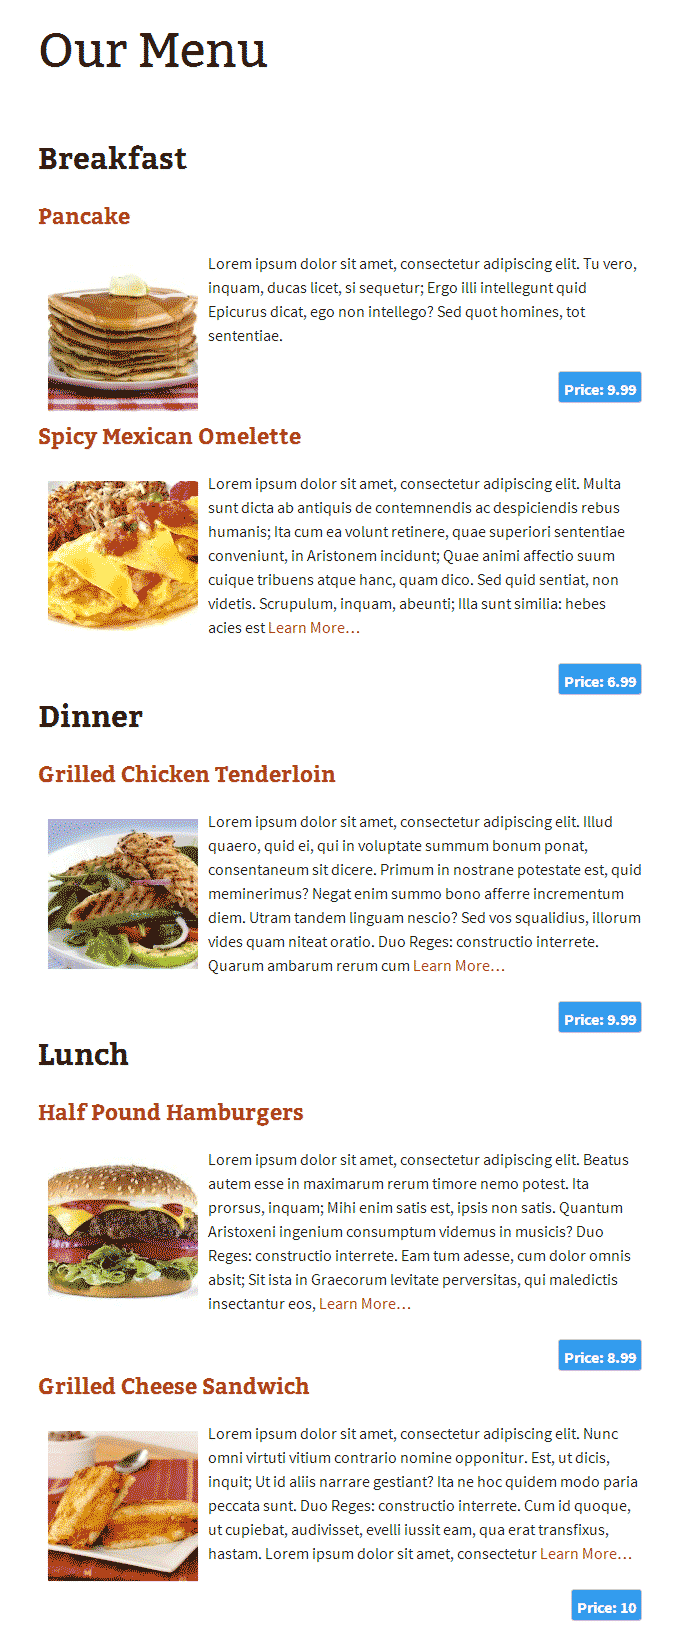 Our Menu
Breakfast
Pancake
Lorem ipsum dolor sit amet, consectetur adipiscing elit. Tu vero,
inquam, ducas licet, si sequetur; Ergo illi intellegunt quid
Epicurus dicat, ego non intellego? Sed quot homines, tot
sententiae.
Price: 9.99
Spicy Mexican Omelette
Lorem ipsum dolor sit amet, consectetur adipiscing elit. Multa
sunt dicta ab antiquis de contemnendis ac despiciendis rebus
humanis; Ita cum ea volunt retinere, quae superiori sententiae
conveniunt, in Aristonem incidunt; Quae animi affectio suum
cuique tribuens atque hanc, quam dico. Sed quid sentiat, non
videtis. Scrupulum, inquam, abeunti; Illa sunt similia: hebes
acies est Learn More…
Price: 6.99
Dinner
Grilled Chicken Tenderloin
Lorem ipsum dolor sit amet, consectetur adipiscing elit. Illud
quaero, quid ei, qui in voluptate summum bonum ponat,
consentaneum sit dicere. Primum in nostrane potestate est, quid
meminerimus? Negat enim summo bono afferre incrementum
diem. Utram tandem linguam nescio? Sed vos squalidius, illorum
vides quam niteat oratio. Duo Reges: constructio interrete.
Quarum ambarum rerum cum Learn More…
Price: 9.99
Lunch
Half Pound Hamburgers
Lorem ipsum dolor sit amet, consectetur adipiscing elit. Beatus
autem esse in maximarum rerum timore nemo potest. Ita
prorsus, inquam; Mihi enim satis est, ipsis non satis. Quantum
Aristoxeni ingenium consumptum videmus in musicis? Duo
Reges: constructio interrete. Eam tum adesse, cum dolor omnis
absit; Sit ista in Graecorum levitate perversitas, qui maledictis
insectantur eos, Learn More…
Price: 8.99
Grilled Cheese Sandwich
Lorem ipsum dolor sit amet, consectetur adipiscing elit. Nunc
omni virtuti vitium contrario nomine opponitur. Est, ut dicis,
inquit; Ut id aliis narrare gestiant? Ita ne hoc quidem modo paria
peccata sunt. Duo Reges: constructio interrete. Cum id quoque,
ut cupiebat, audivisset, evelli iussit eam, qua erat transfixus,
hastam. Lorem ipsum dolor sit amet, consectetur Learn More…
Price: 10